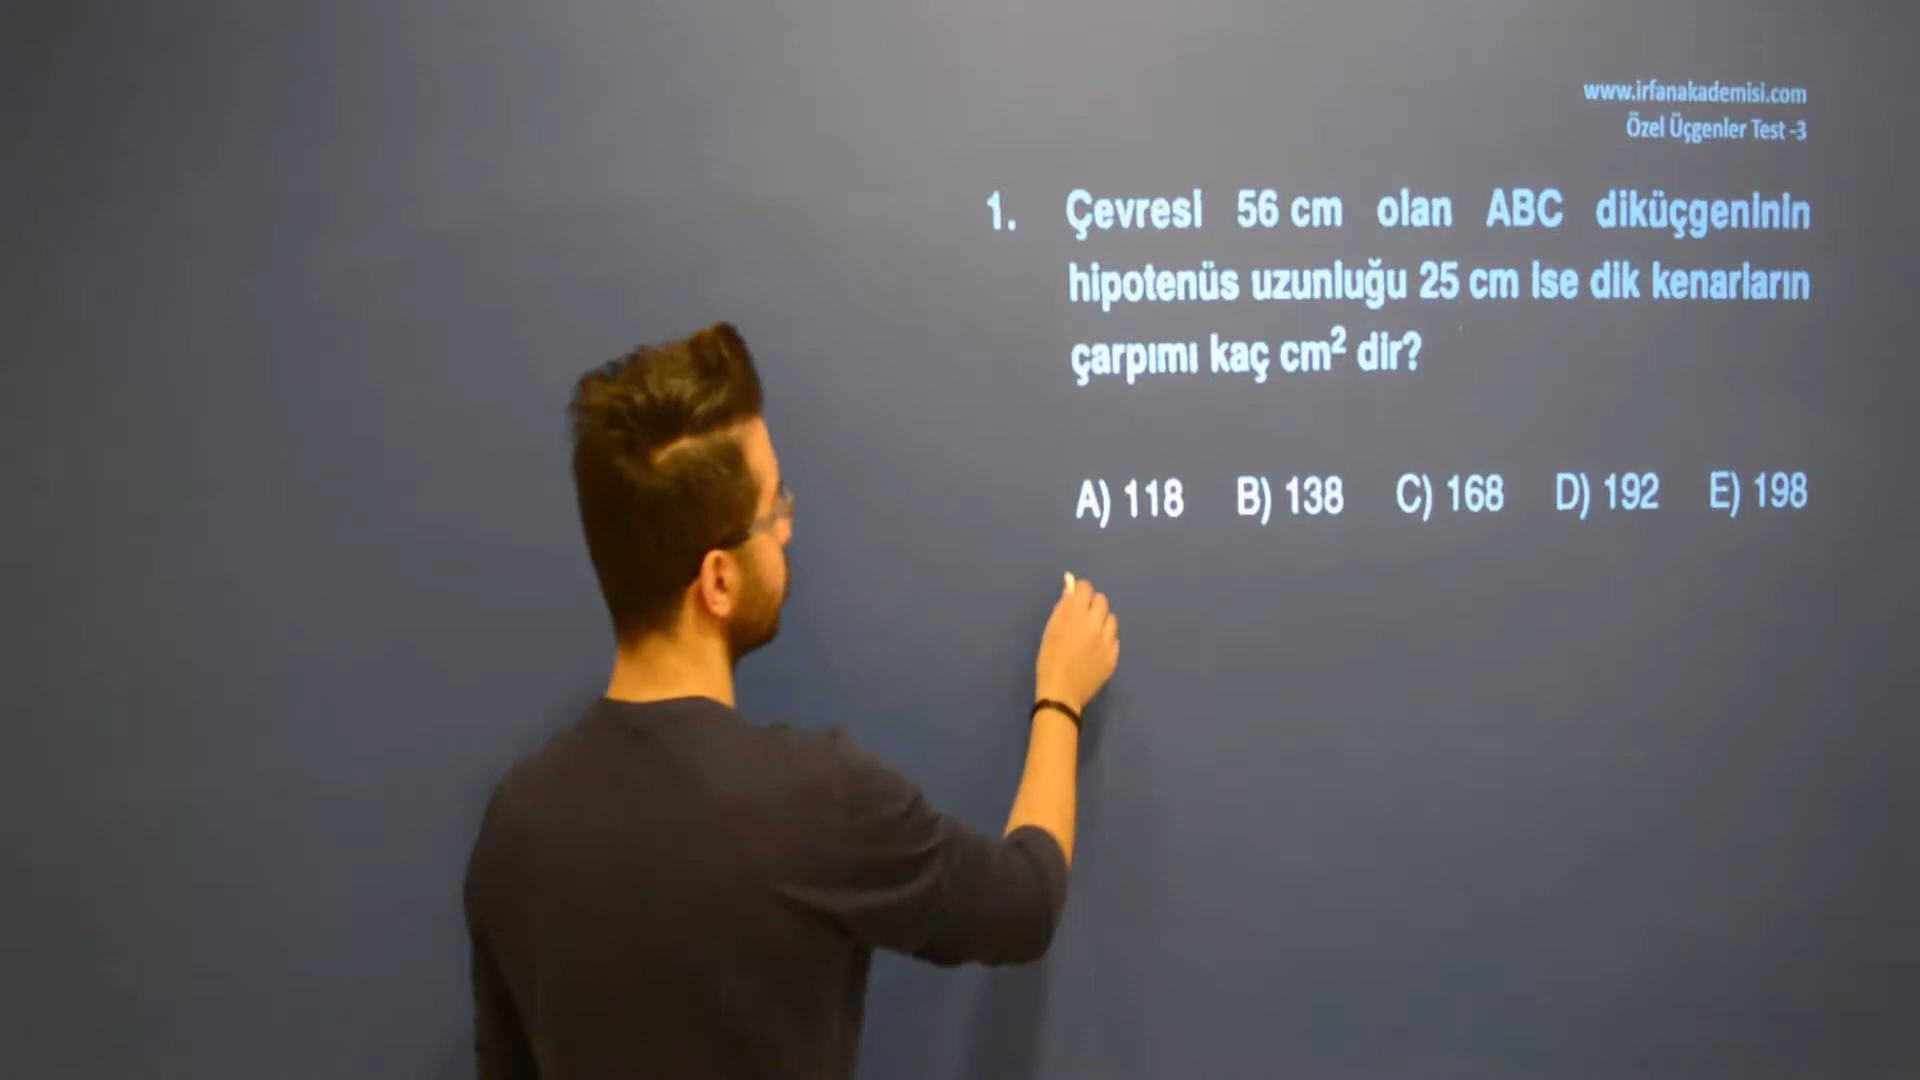 www.irfanakademisi.com
Özel Üçgenler Test -3
1. Çevresi 56 cm olan ABC diküçgeninin
hipotenüs uzunluğu 25 cm ise dik kenarların
çarpımı kaç cm² dir?
A) 118 B) 138 C) 168 D) 192 E) 198